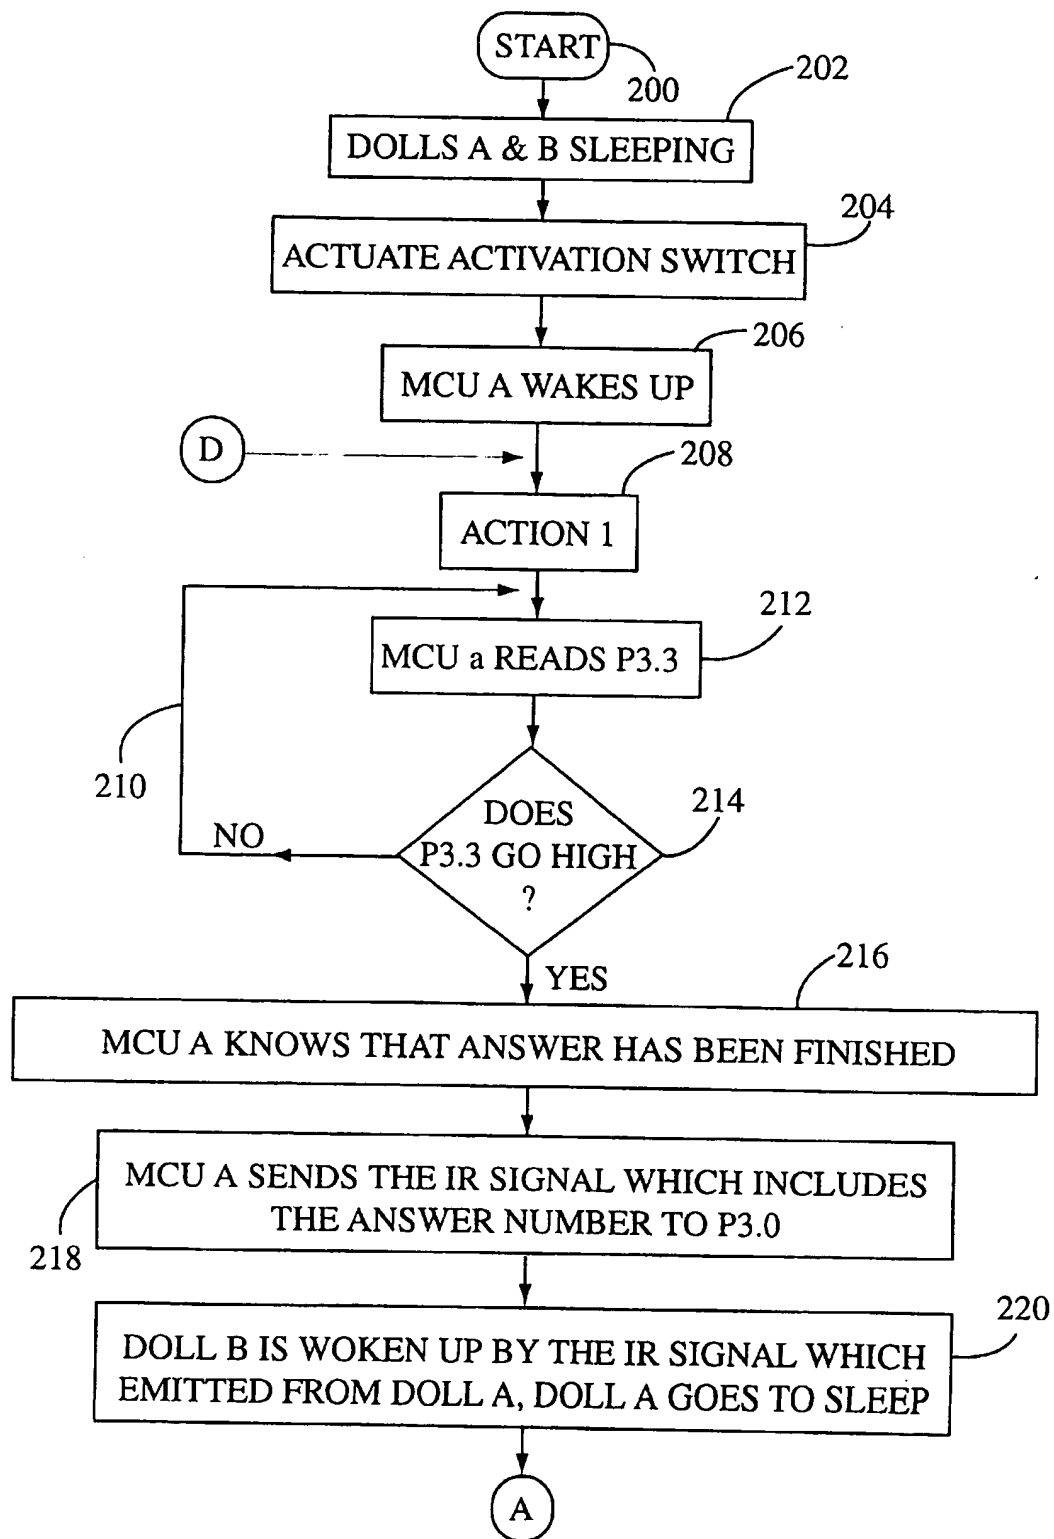 START
200
202
DOLLS A & B SLEEPING
204
ACTUATE ACTIVATION SWITCH
206
MCU A WAKES UP
D
208
ACTION 1
212
MCU a READS P3.3
210
214
DOES
P3.3 GO HIGH
?
NO
YES
216
MCU A KNOWS THAT ANSWER HAS BEEN FINISHED
MCU A SENDS THE IR SIGNAL WHICH INCLUDES
THE ANSWER NUMBER TO P3.0
218
220
DOLL B IS WOKEN UP BY THE IR SIGNAL WHICH
EMITTED FROM DOLL A, DOLL A GOES TO SLEEP
A